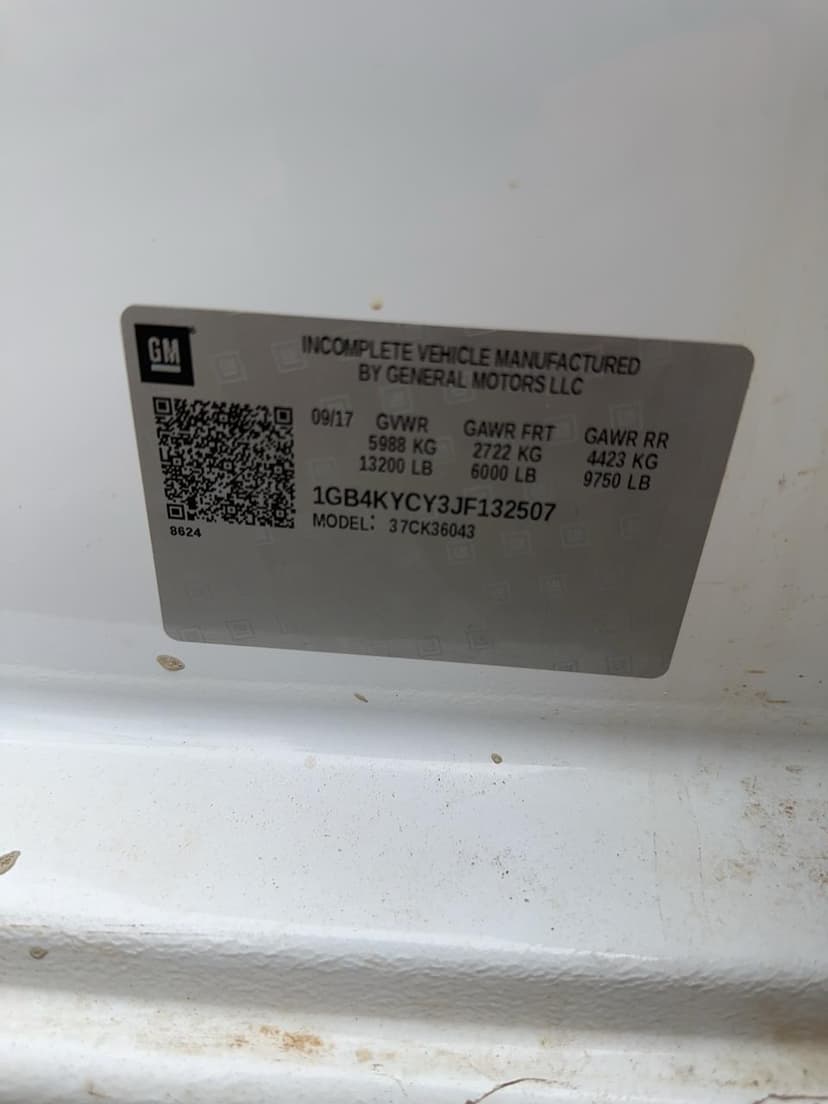 GM
INCOMPLETE VEHICLE MANUFACTURED
BY GENERAL MOTORS LLC
09/17 GVWR GAWR FRT GAWR RR
5988 KG 2722 KG 4423 KG
13200 LB 6000 LB 9750 LB
1GB4KYCY3JF132507
MODEL: 37CK36043
8624